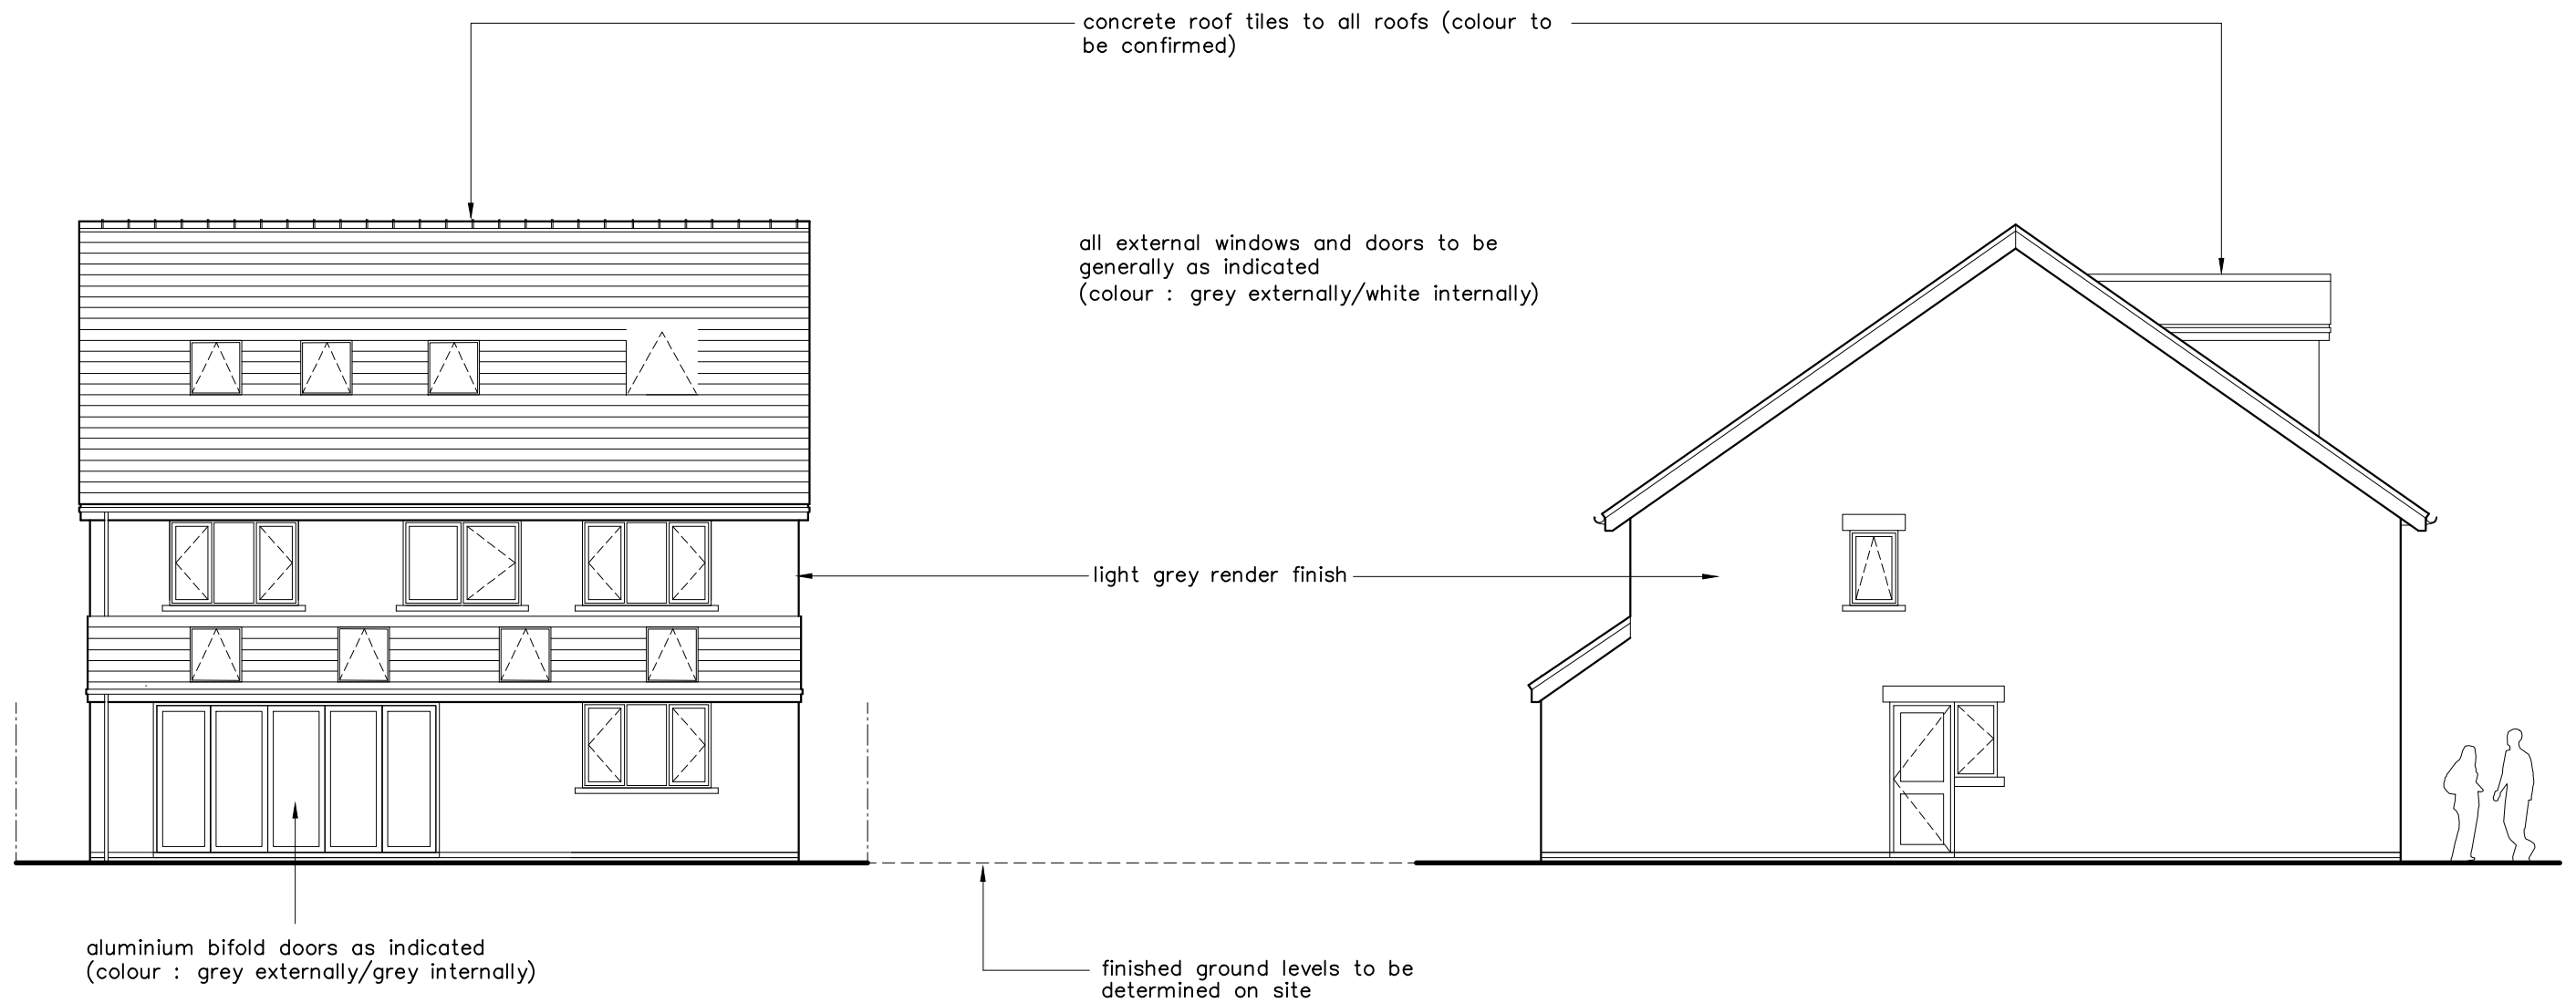 concrete roof tiles to all roofs (colour to
be confirmed)
all external windows and doors to be
generally as indicated
(colour : grey externally/white internally)
light grey render finish
aluminium bifold doors as indicated
(colour : grey externally/grey internally)
finished ground levels to be
determined on site